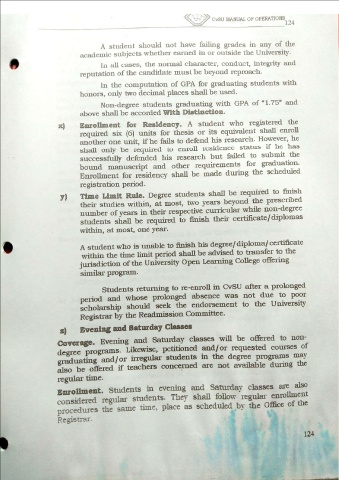 CvSU MANUAL OF OPERATIONS
124
A student should not have failing grades in any of the
academic subjects whether earned in or outside the University.
In all cases, the normal character, conduct, integrity and
reputation of the candidate must be beyond reproach.
In the computation of GPA for graduating students with
honors, only two decimal places shall be used.
Non-degree students graduating with GPA of "1.75" and
above shall be accorded With Distinction.
x) Enrollment for Residency. A student who registered the
required six (6) units for thesis or its equivalent shall enroll
another one unit, if he fails to defend his research. However, he
shall only be required to enroll residence status if he has
successfully defended his research but failed to submit the
bound manuscript and other requirements for graduation.
Enrollment for residency shall be made during the scheduled
registration period.
y) Time Limit Rule. Degree students shall be required to finish
their studies within, at most, two years beyond the prescribed
number of years in their respective curricular while non-degree
students shall be required to finish their certificate/diplomas
within, at most, one year.
A student who is unable to finish his degree/diploma/certificate
within the time limit period shall be advised to transfer to the
jurisdiction of the University Open Learning College offering
similar program.
Students returning to re-enroll in CvSU after a prolonged
period and whose prolonged absence was not due to poor
scholarship should seek the endorsement to the University
Registrar by the Readmission Committee.
z) Evening and Saturday Classes
Coverage. Evening and Saturday classes will be offered to non-
degree programs. Likewise, petitioned and/or requested courses of
graduating and/or irregular students in the degree programs may
also be offered if teachers concerned are not available during the
regular time.
Enrollment. Students in evening and Saturday classes are also
considered regular students. They shall follow regular enrollment
procedures the same time, place as scheduled by the Office of the
Registrar.
124